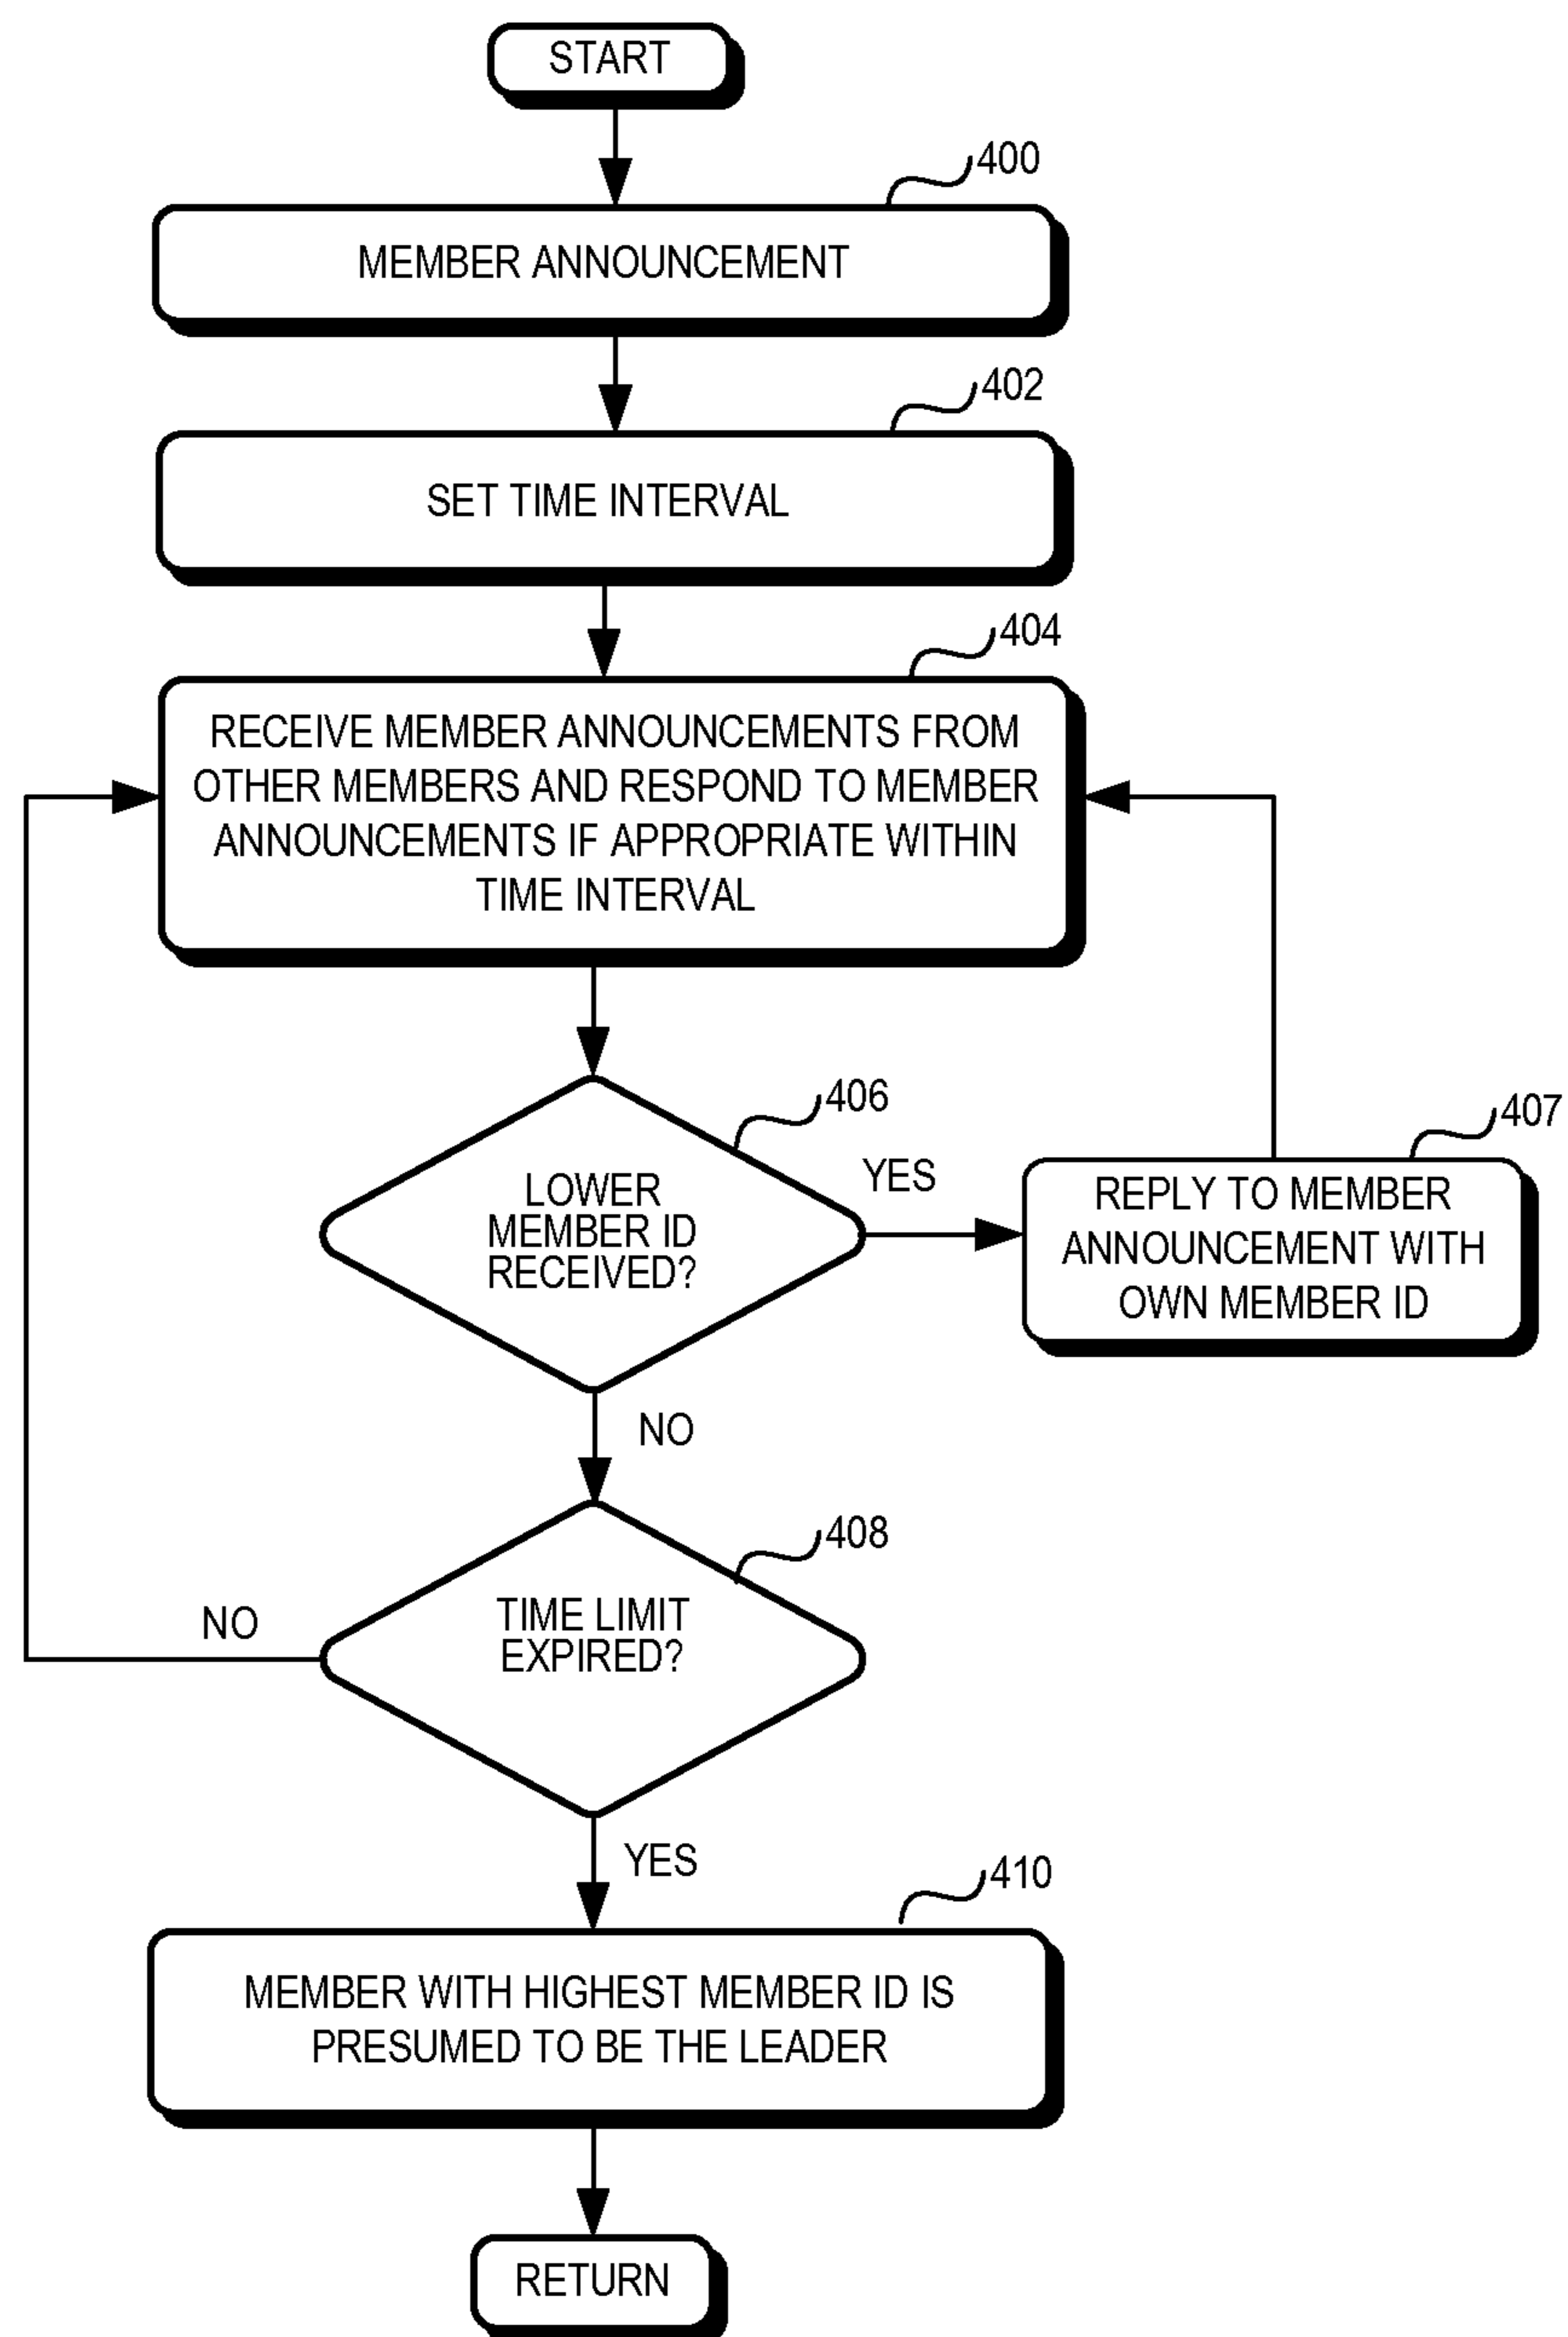 START
400
MEMBER ANNOUNCEMENT
402
SET TIME INTERVAL
404
RECEIVE MEMBER ANNOUNCEMENTS FROM
OTHER MEMBERS AND RESPOND TO MEMBER
ANNOUNCEMENTS IF APPROPRIATE WITHIN
TIME INTERVAL
406
LOWER
MEMBER ID
RECEIVED?
YES
407
REPLY TO MEMBER
ANNOUNCEMENT WITH
OWN MEMBER ID
NO
408
TIME LIMIT
EXPIRED?
NO
YES
410
MEMBER WITH HIGHEST MEMBER ID IS
PRESUMED TO BE THE LEADER
RETURN